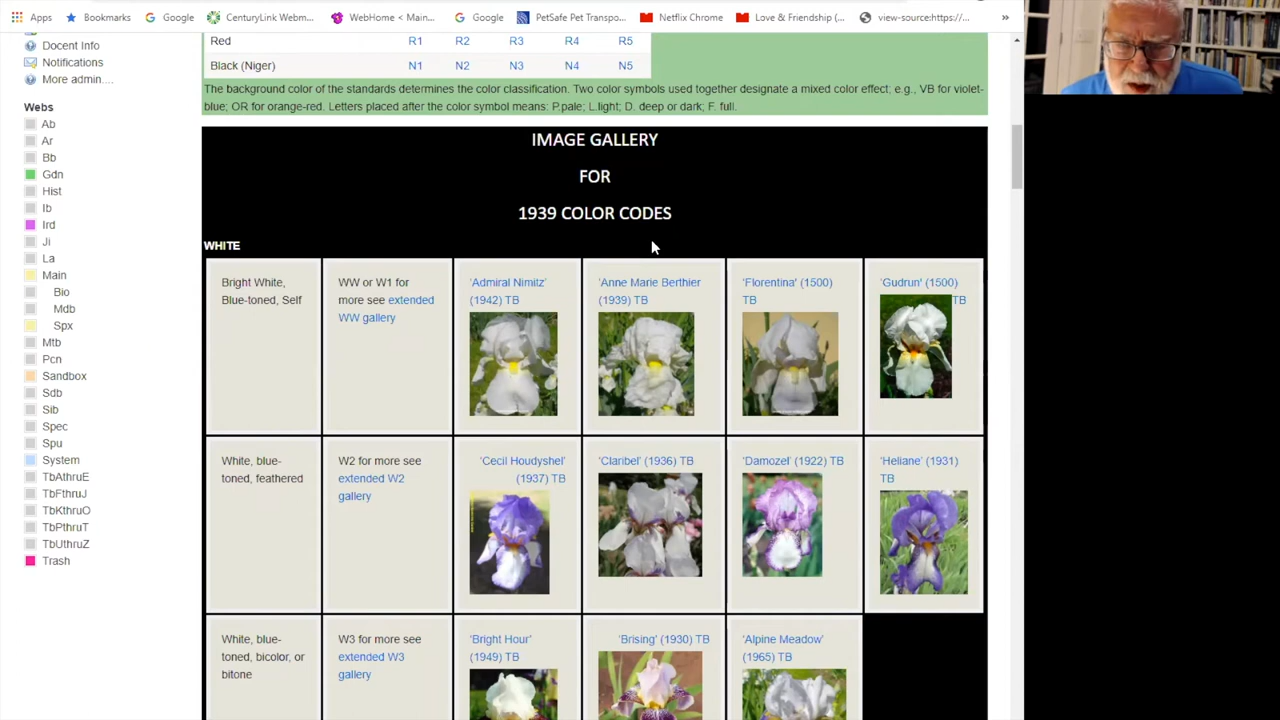 Apps
Bookmarks
Google
CenturyLink Webm...
WebHome < Main...
Google
PetSafe Pet Transpo...
Netflix Chrome
Love & Friendship (...
view-source:https://...
»
Docent Info
Notifications
More admin....
Webs
Ab
Ar
Bb
Gdn
Hist
Ib
Ird
Ji
La
Main
Bio
Mdb
Spx
Mtb
Pcn
Sandbox
Sdb
Sib
Spec
Spu
System
TbAthruE
TbFthruJ
TbKthruO
TbPthruT
TbUthruZ
Trash
Red R1 R2 R3 R4 R5
Black (Niger) N1 N2 N3 N4 N5
The background color of the standards determines the color classification. Two color symbols used together designate a mixed color effect; e.g., VB for violet-
blue; OR for orange-red. Letters placed after the color symbol means: P.pale; L.light; D. deep or dark; F. full.
IMAGE GALLERY
FOR
1939 COLOR CODES
WHITE
Bright White,
Blue-toned, Self
WW or W1 for
more see extended
WW gallery
'Admiral Nimitz'
(1942) TB
'Anne Marie Berthier
(1939) TB
'Florentina' (1500)
TB
'Gudrun' (1500)
TB
White, blue-
toned, feathered
W2 for more see
extended W2
gallery
'Cecil Houdyshel'
(1937) TB
'Claribel' (1936) TB
'Damozel' (1922) TB
'Heliane' (1931)
TB
White, blue-
toned, bicolor, or
bitone
W3 for more see
extended W3
gallery
'Bright Hour'
(1949) TB
'Brising' (1930) TB
'Alpine Meadow'
(1965) TB